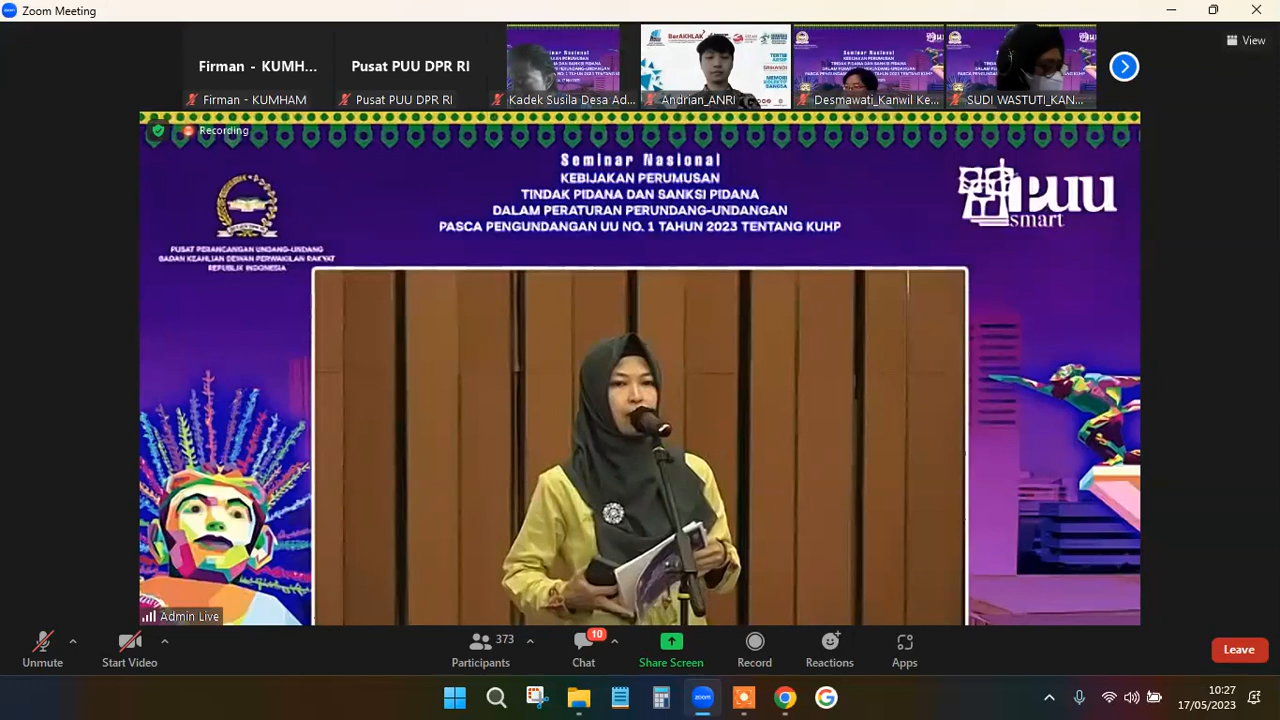 Zoom Meeting
View
Firman - KUMH...
Pusat PUU DPR RI
Firman - KUMHAM
Pusat PUU DPR RI
Kadek Susila Desa Ad...
Andrian_ANRI
Desmawati_Kanwil Ke...
SUDI WASTUTI_KAN...
BerAKHLAK
Recording
Seminar Nasional
KEBIJAKAN PERUMUSAN
TINDAK PIDANA DAN SANKSI PIDANA
DALAM PERATURAN PERUNDANG-UNDANGAN
PASCA PENGUNDANGAN UU NO. 1 TAHUN 2023 TENTANG KUHP
PUSAT PERANCANGAN UNDANG-UNDANG
BADAN KEAHLIAN DEWAN PERWAKILAN RAKYAT
REPUBLIK INDONESIA
PUU
smart
Admin Live
Unmute
Start Video
373
Participants
10
Chat
Share Screen
Record
Reactions
Apps
Leave
10:27
17/05/2023